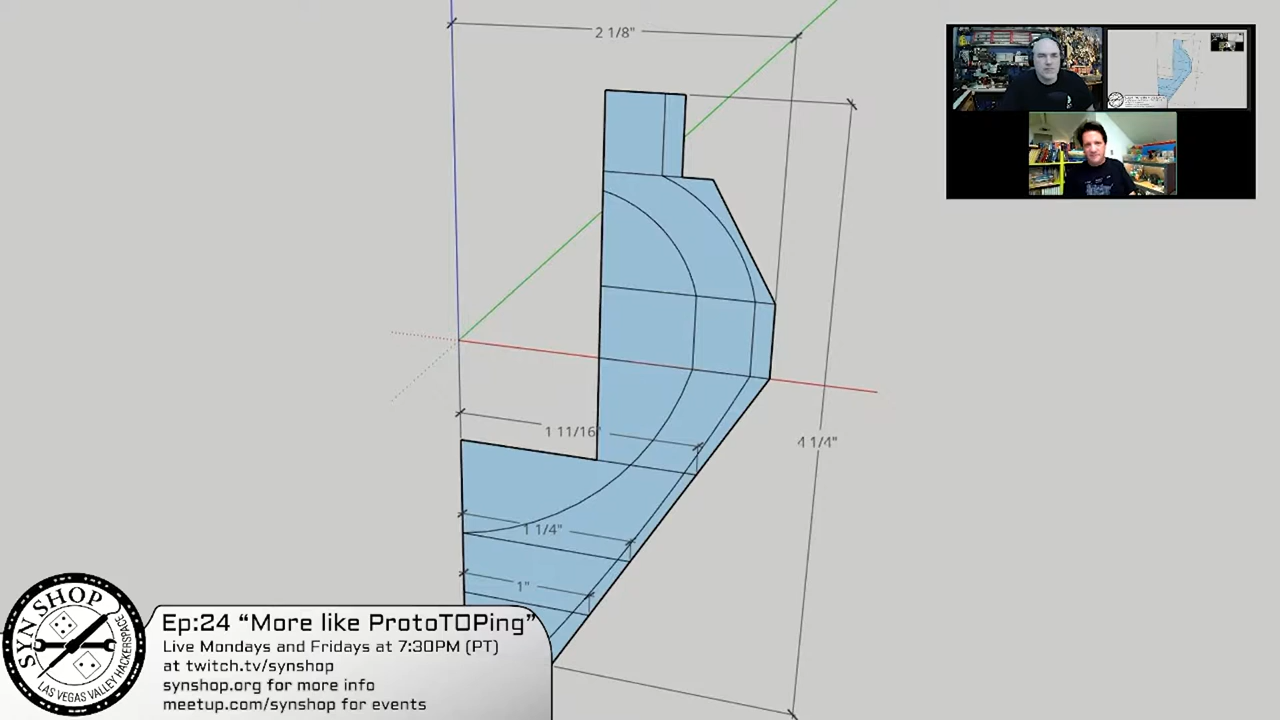 2 1/8"
1 11/16"
4 1/4"
1 1/4"
1"
SYN SHOP
LAS VEGAS VALLEY HACKERSPACE
Ep:24 “More like ProtoTOPing”
Live Mondays and Fridays at 7:30PM (PT)
at twitch.tv/synshop
synshop.org for more info
meetup.com/synshop for events